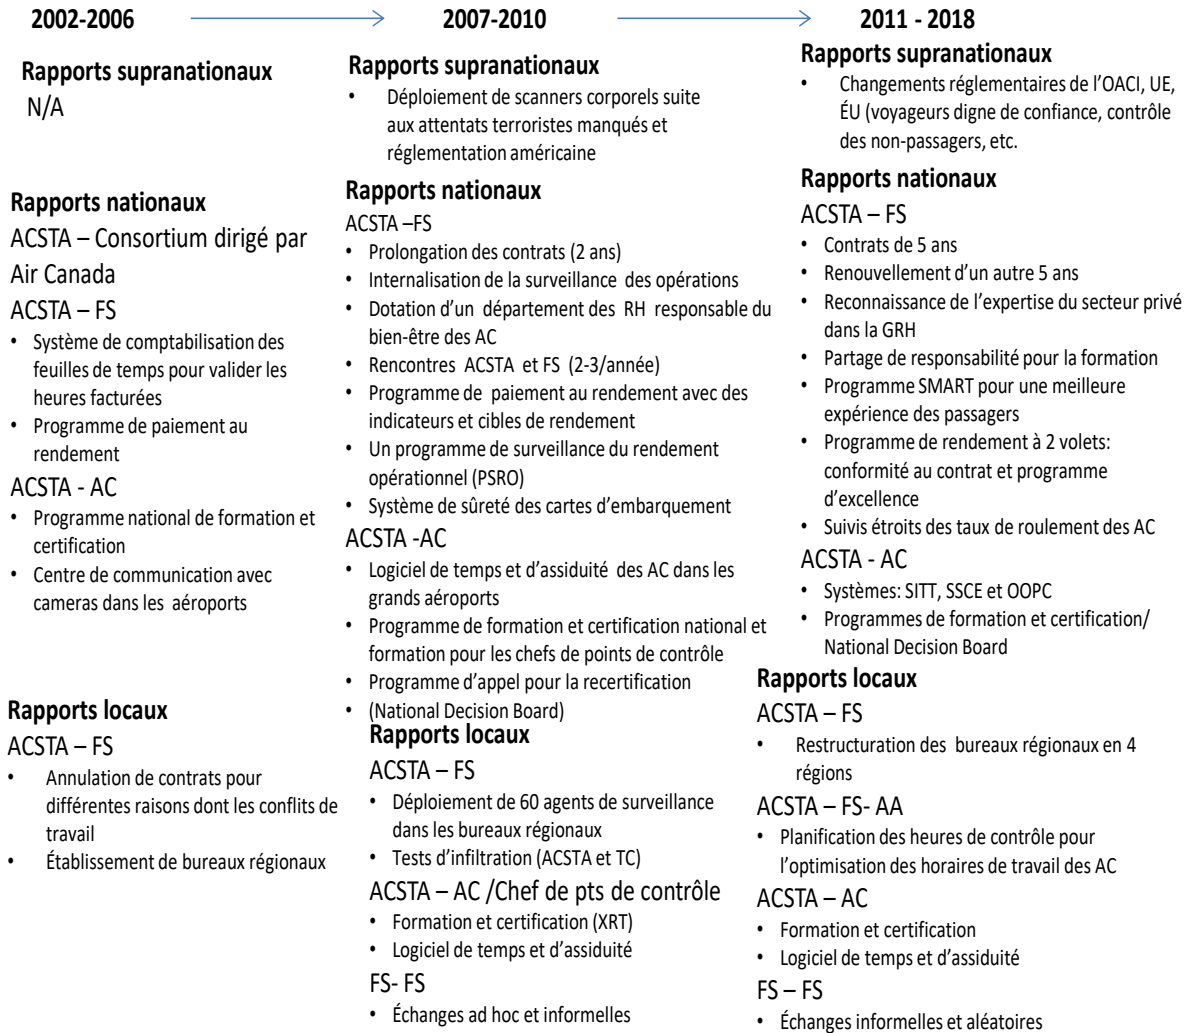 2002-2006
Rapports supranationaux
N/A
Rapports nationaux
ACSTA – Consortium dirigé par
Air Canada
ACSTA – FS
• Système de comptabilisation des
feuilles de temps pour valider les
heures facturées
• Programme de paiement au
rendement
ACSTA - AC
• Programme national de formation et
certification
• Centre de communication avec
cameras dans les aéroports
Rapports locaux
ACSTA – FS
• Annulation de contrats pour
différentes raisons dont les conflits de
travail
• Établissement de bureaux régionaux
2007-2010
Rapports supranationaux
• Déploiement de scanners corporels suite
aux attentats terroristes manqués et
réglementation américaine
Rapports nationaux
ACSTA –FS
• Prolongation des contrats (2 ans)
• Internalisation de la surveillance des opérations
• Dotation d’un département des RH responsable du
bien-être des AC
• Rencontres ACSTA et FS (2-3/année)
• Programme de paiement au rendement avec des
indicateurs et cibles de rendement
• Un programme de surveillance du rendement
opérationnel (PSRO)
• Système de sûreté des cartes d’embarquement
ACSTA -AC
• Logiciel de temps et d’assiduité des AC dans les
grands aéroports
• Programme de formation et certification national et
formation pour les chefs de points de contrôle
• Programme d’appel pour la recertification
• (National Decision Board)
Rapports locaux
ACSTA – FS
• Déploiement de 60 agents de surveillance
dans les bureaux régionaux
• Tests d’infiltration (ACSTA et TC)
ACSTA – AC /Chef de pts de contrôle
• Formation et certification (XRT)
• Logiciel de temps et d’assiduité
FS- FS
• Échanges ad hoc et informelles
2011 - 2018
Rapports supranationaux
• Changements réglementaires de l’OACI, UE,
ÉU (voyageurs digne de confiance, contrôle
des non-passagers, etc.
Rapports nationaux
ACSTA – FS
• Contrats de 5 ans
• Renouvellement d’un autre 5 ans
• Reconnaissance de l’expertise du secteur privé
dans la GRH
• Partage de responsabilité pour la formation
• Programme SMART pour une meilleure
expérience des passagers
• Programme de rendement à 2 volets:
conformité au contrat et programme
d’excellence
• Suivis étroits des taux de roulement des AC
ACSTA - AC
• Systèmes: SITT, SSCE et OOPC
• Programmes de formation et certification/
National Decision Board
Rapports locaux
ACSTA – FS
• Restructuration des bureaux régionaux en 4
régions
ACSTA – FS- AA
• Planification des heures de contrôle pour
l’optimisation des horaires de travail des AC
ACSTA – AC
• Formation et certification
• Logiciel de temps et d’assiduité
FS – FS
• Échanges informelles et aléatoires